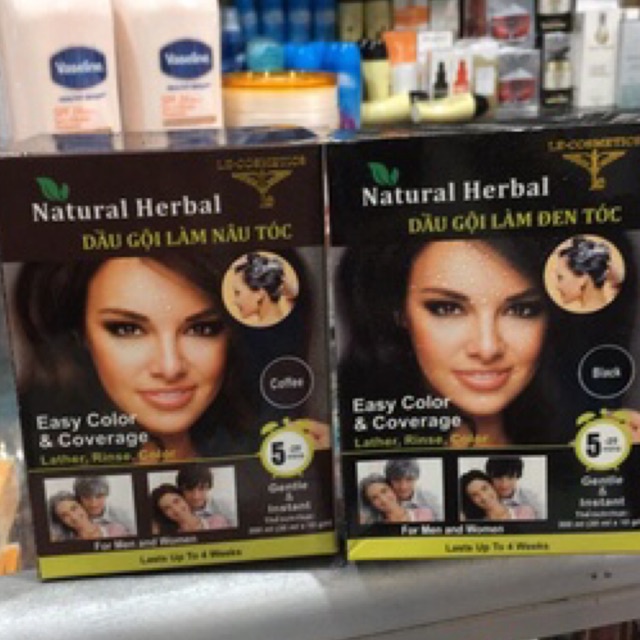 Vaseline
Vaseline
LE-COSMETICS
Natural Herbal
DẦU GỘI LÀM NÂU TÓC
Coffee
Easy Color
& Coverage
Lather, Rinse, Color
5
Gentle
&
Instant
For Men and Women
Lasts Up To 4 Weeks
LE-COSMETICS
Natural Herbal
DẦU GỘI LÀM ĐEN TÓC
Black
Easy Color
& Coverage
Lather, Rinse, Color
5
Gentle
&
Instant
For Men and Women
Lasts Up To 4 Weeks